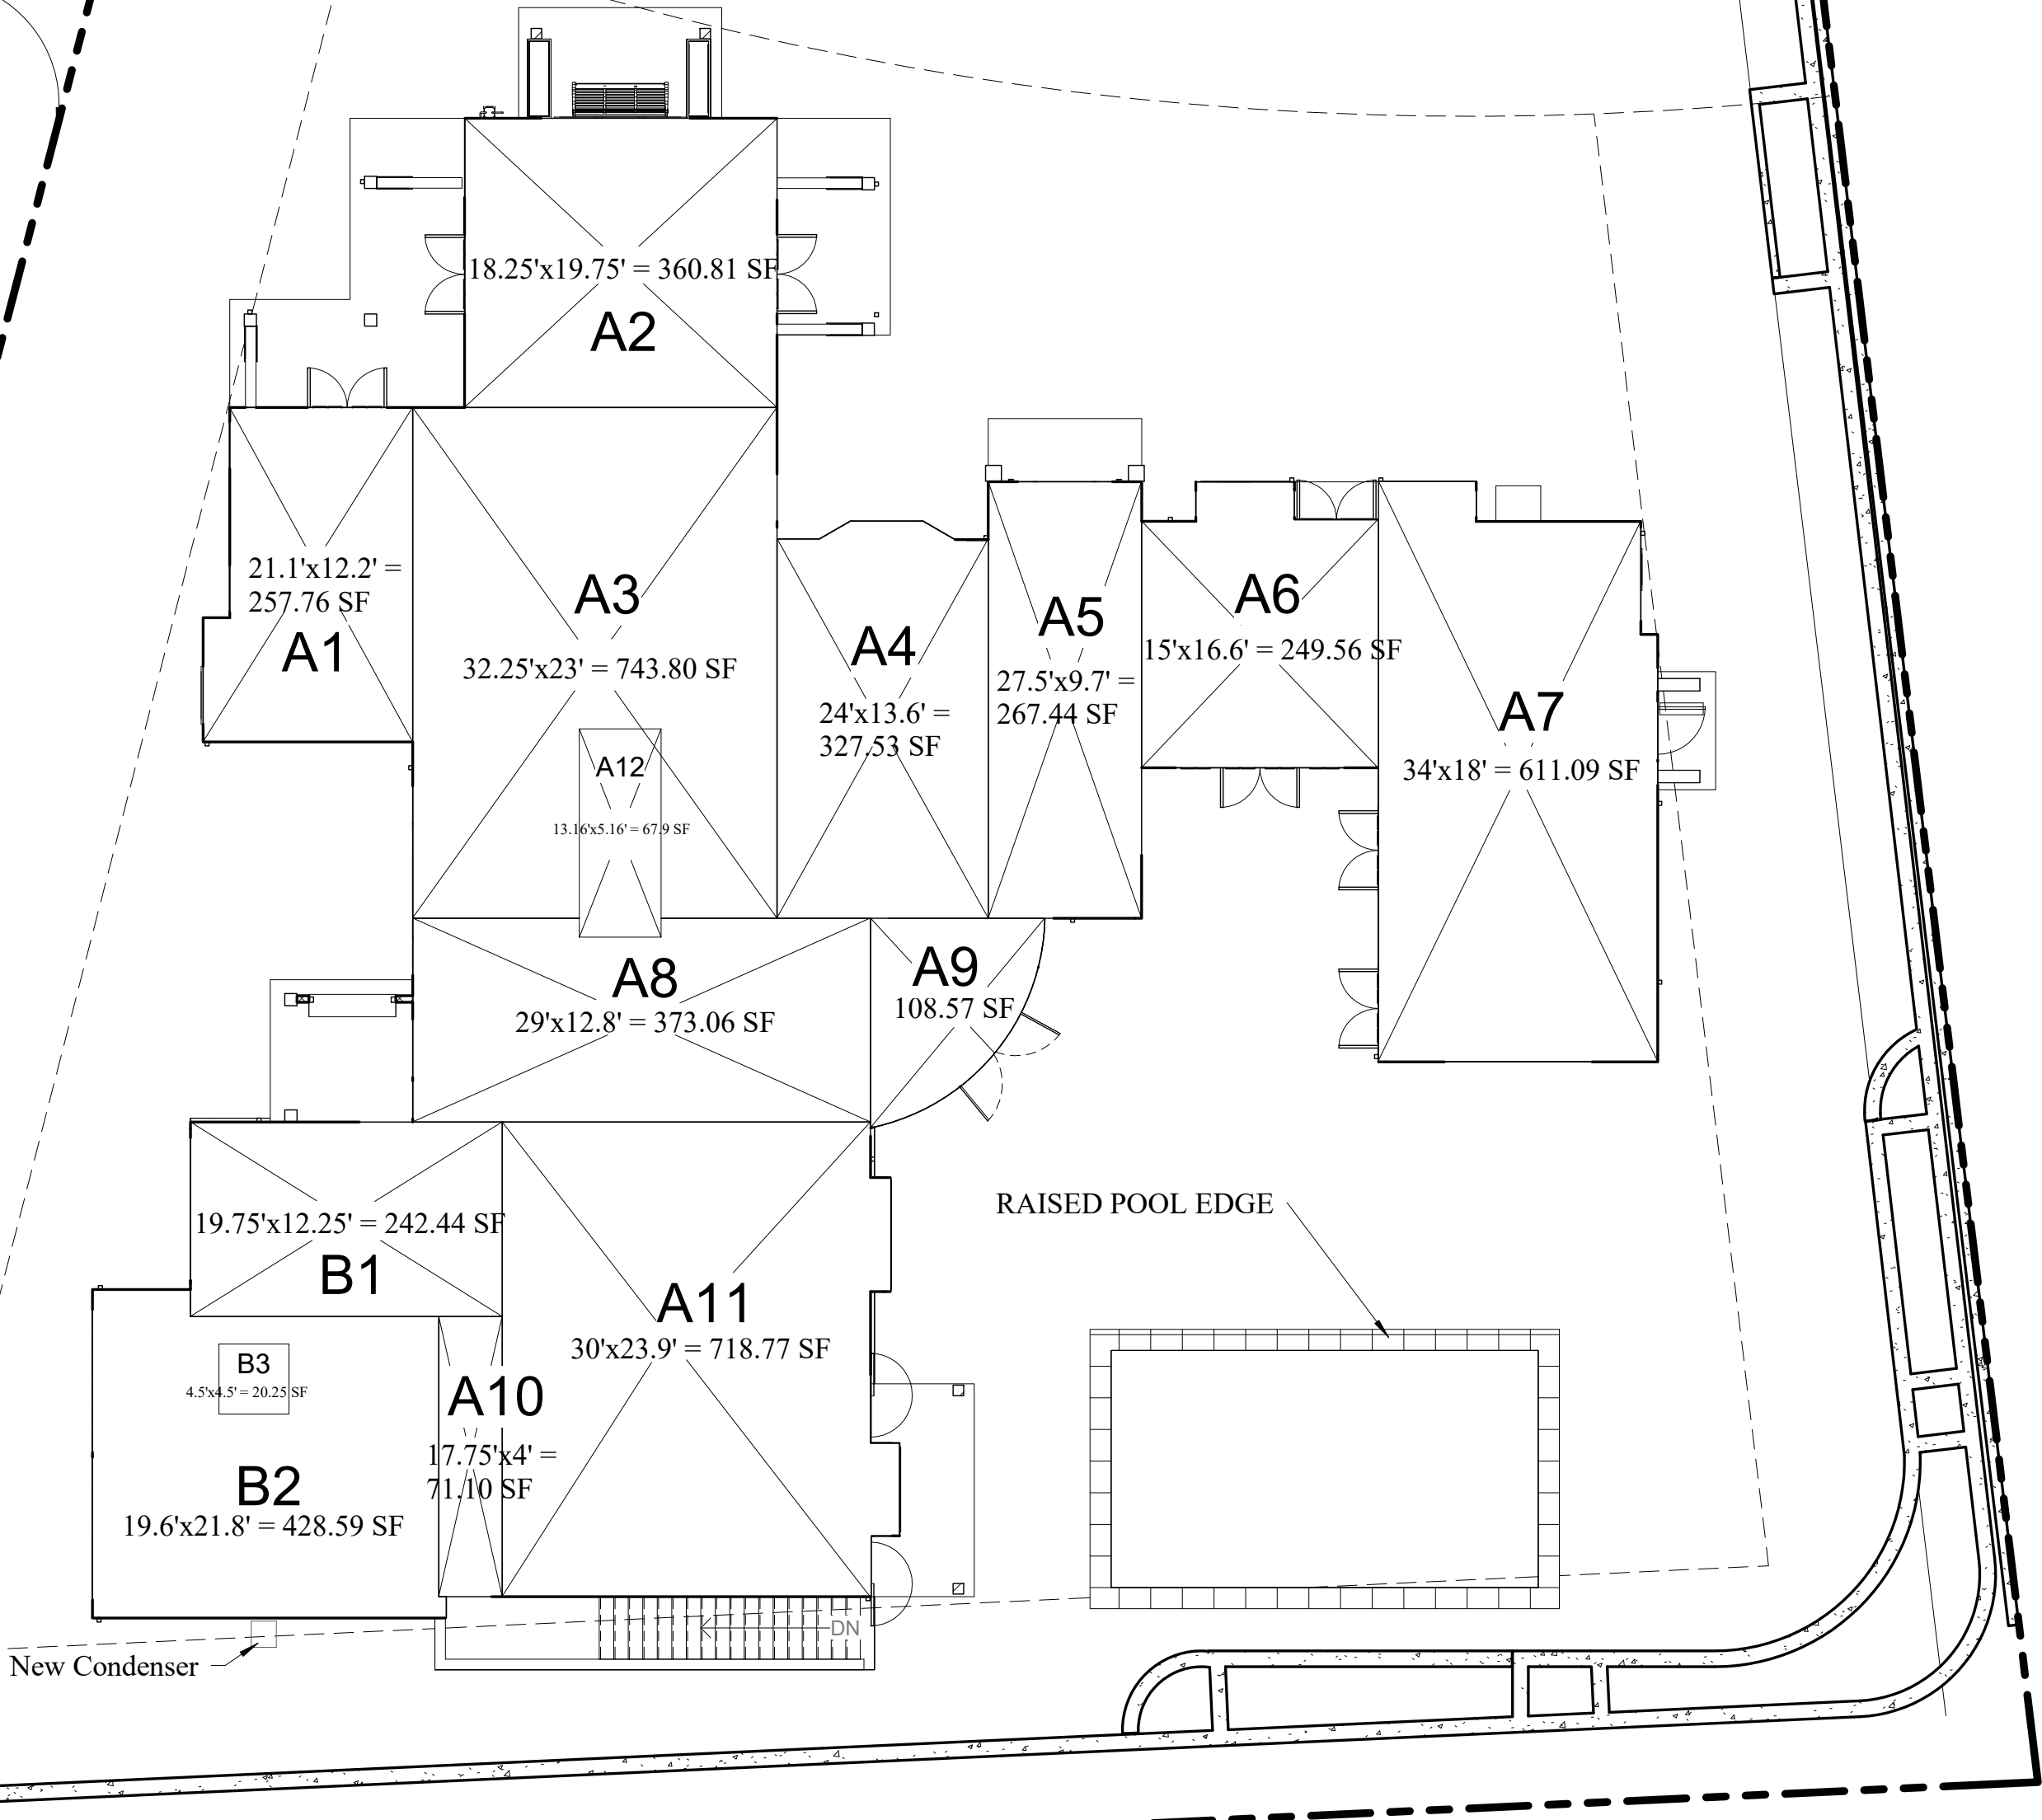 18.25'x19.75' = 360.81 SF
A2
21.1'x12.2' =
257.76 SF
A1
A3
32.25'x23' = 743.80 SF
A12
13.16'x5.16' = 67.9 SF
A4
24'x13.6' =
327.53 SF
A5
27.5'x9.7' =
267.44 SF
A6
15'x16.6' = 249.56 SF
A7
34'x18' = 611.09 SF
A8
29'x12.8' = 373.06 SF
A9
108.57 SF
19.75'x12.25' = 242.44 SF
B1
A11
30'x23.9' = 718.77 SF
RAISED POOL EDGE
B3
4.5'x4.5' = 20.25 SF
A10
17.75'x4' =
71.10 SF
B2
19.6'x21.8' = 428.59 SF
DN
New Condenser